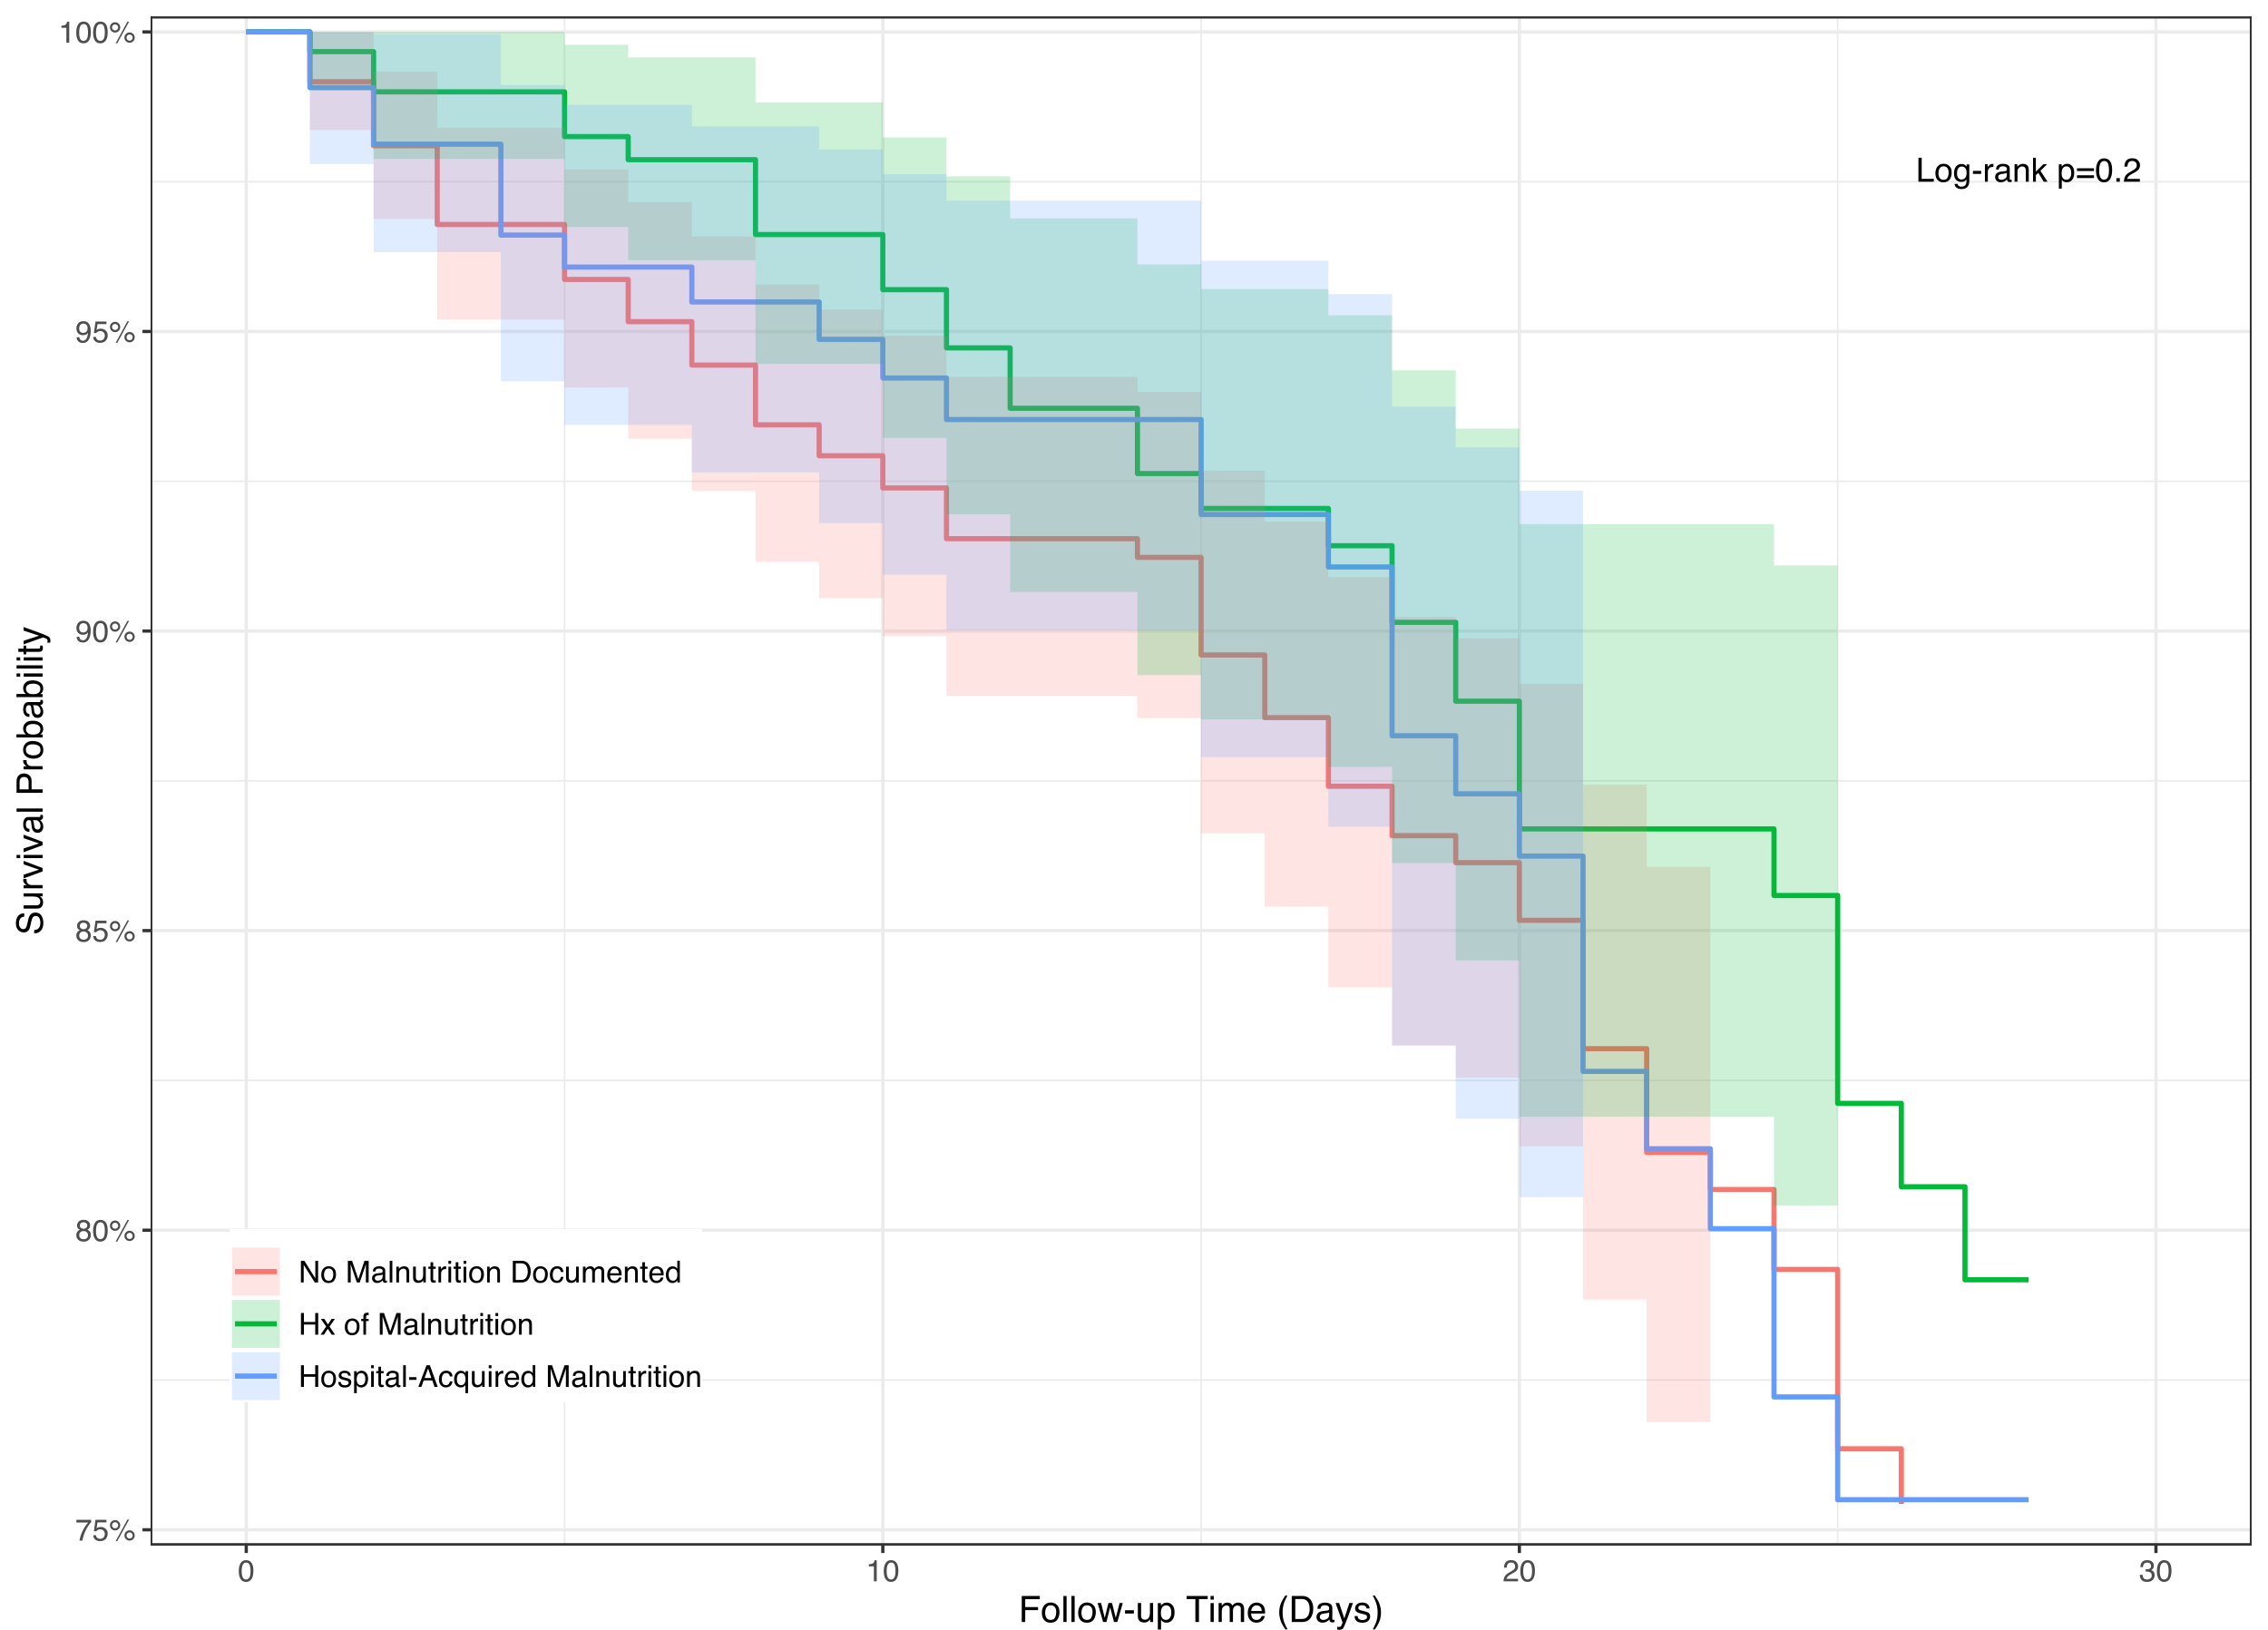 Log-rank p=0.2
Survival Probability
100%
95%
90%
85%
80%
75%
No Malnutrition Documented
Hx of Malnutrition
Hospital-Acquired Malnutrition
0
10
20
30
Follow-up Time (Days)